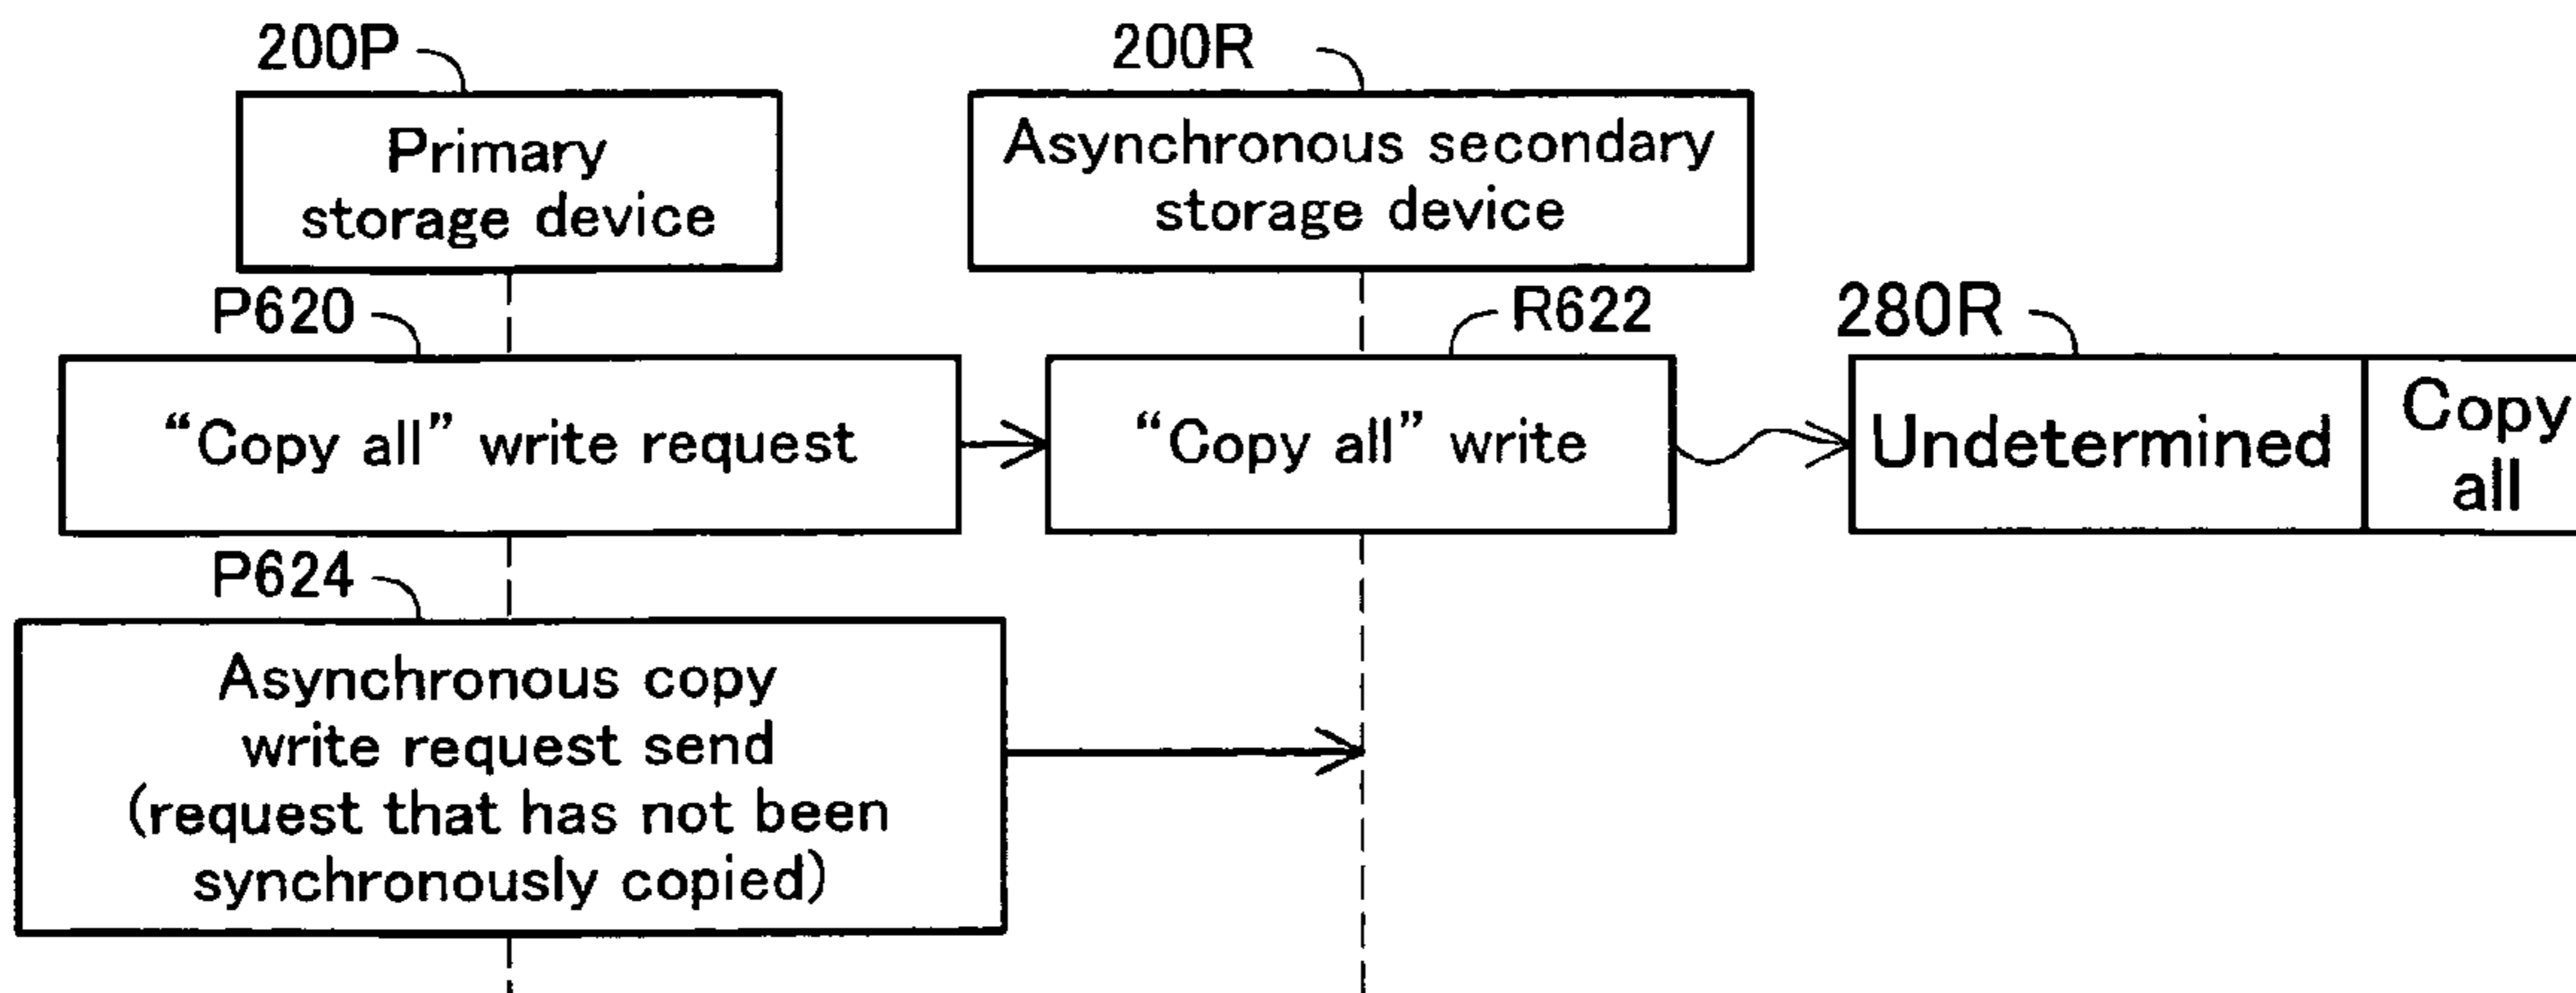 200P
200R
Primary
storage device
Asynchronous secondary
storage device
P620
R622
280R
“Copy all” write request
“Copy all” write
Undetermined
Copy
all
P624
Asynchronous copy
write request send
(request that has not been
synchronously copied)